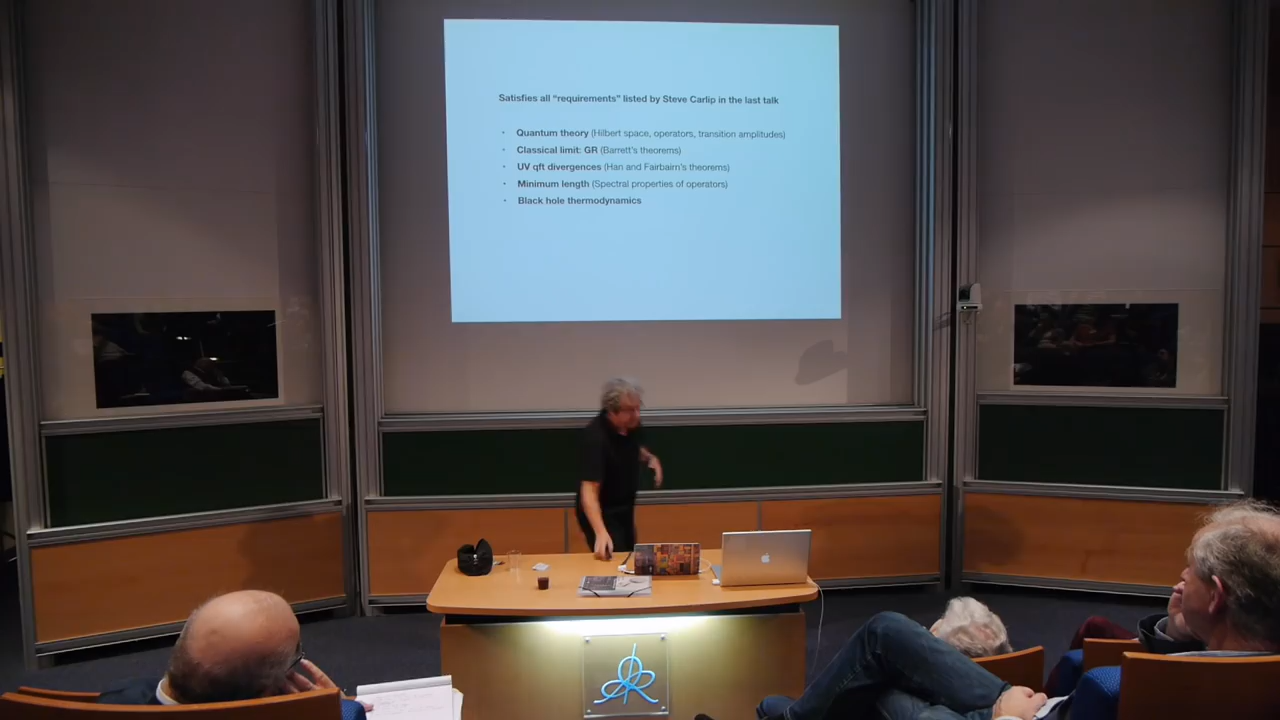 Satisfies all “requirements” listed by Steve Carlip in the last talk
• Quantum theory (Hilbert space, operators, transition amplitudes)
• Classical limit: GR (Barrett's theorems)
• UV qft divergences (Han and Fairbairn's theorems)
• Minimum length (Spectral properties of operators)
• Black hole thermodynamics